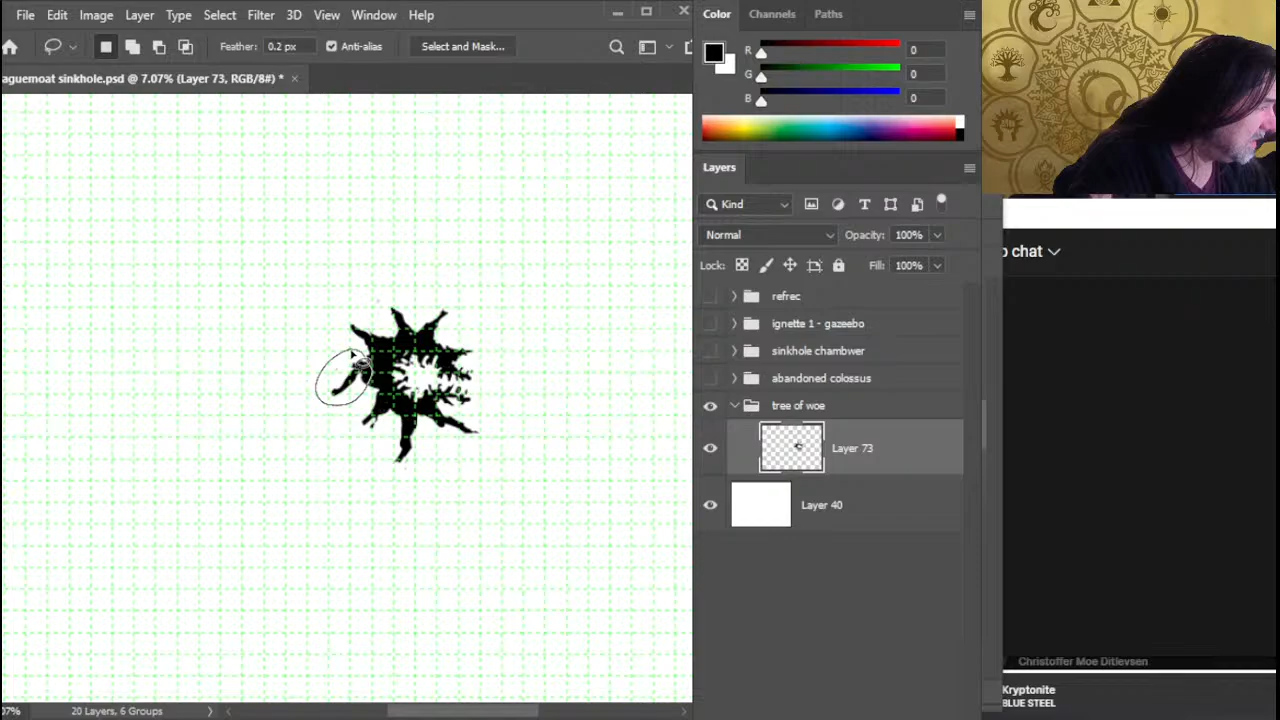 File Edit Image Layer Type Select Filter 3D View Window Help
Feather: 0.2 px Anti-alias Select and Mask...
aguemoat sinkhole.psd @ 7.07% (Layer 73, RGB/8#) * ×
Color Channels Paths
R 0
G 0
B 0
Layers
Kind
Normal Opacity: 100%
Lock: Fill: 100%
refrec
ignette 1 - gazeebo
sinkhole chambwer
abandoned colossus
tree of woe
Layer 73
Layer 40
07% 20 Layers, 6 Groups
p chat
Christoffer Moe Ditlevsen
Kryptonite
BLUE STEEL